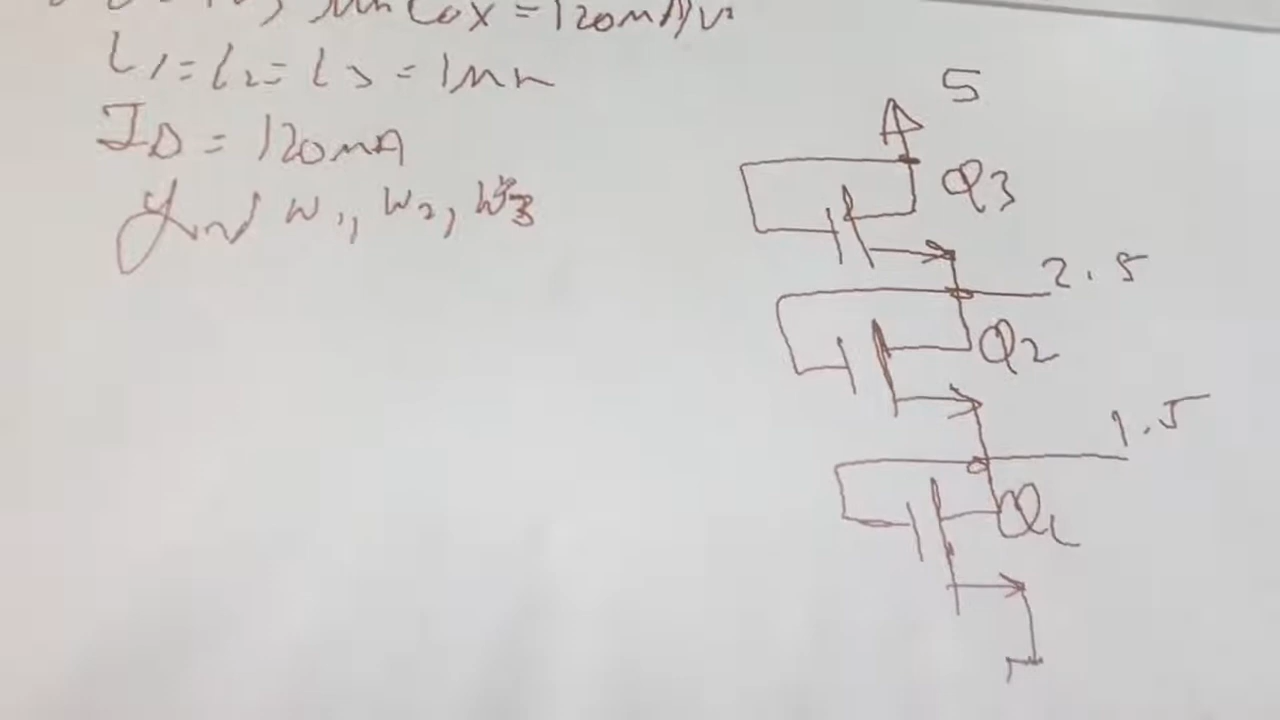 μnCox = 120mA/V²
L1 = L2 = L3 = 1μm
ID = 120mA
find W1, W2, W3
5
Q3
2.5
Q2
1.5
Q1